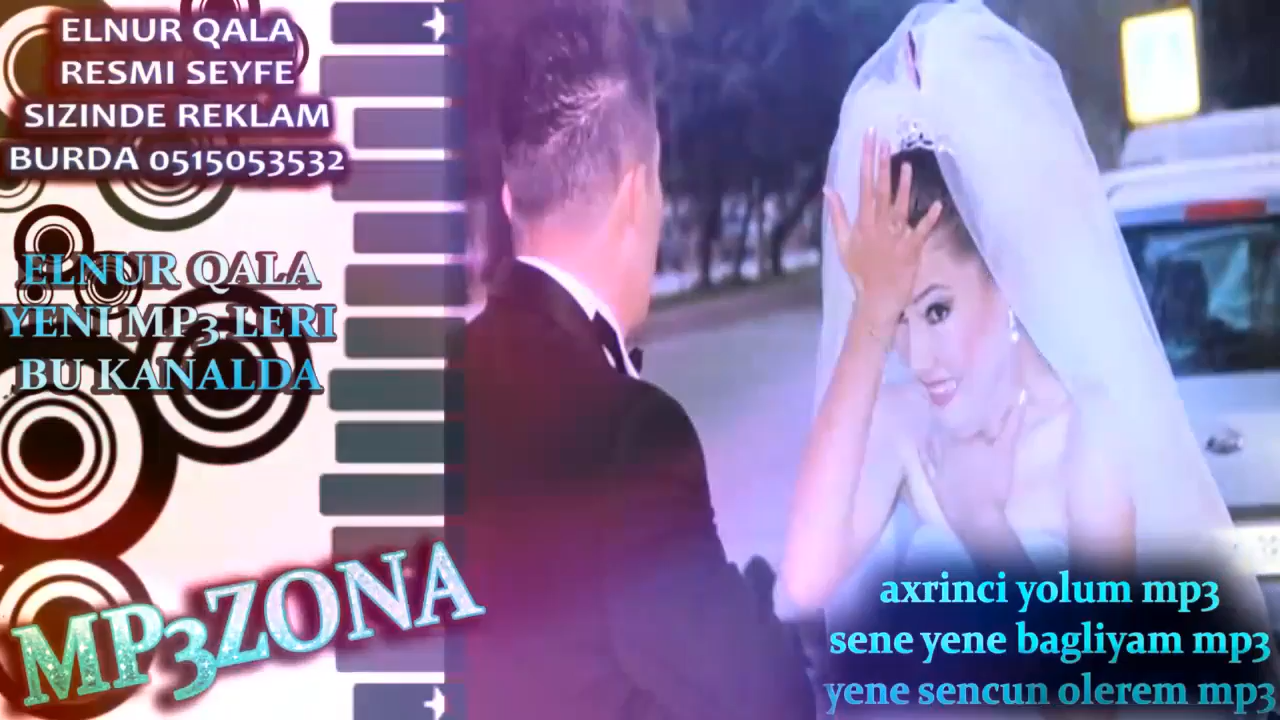 ELNUR QALA
RESMI SEYFE
SIZINDE REKLAM
BURDA 0515053532
ELNUR QALA
YENI MP3 LERI
BU KANALDA
MP3ZONA
axrinci yolum mp3
sene yene bagliyam mp3
yene sencun olerem mp3